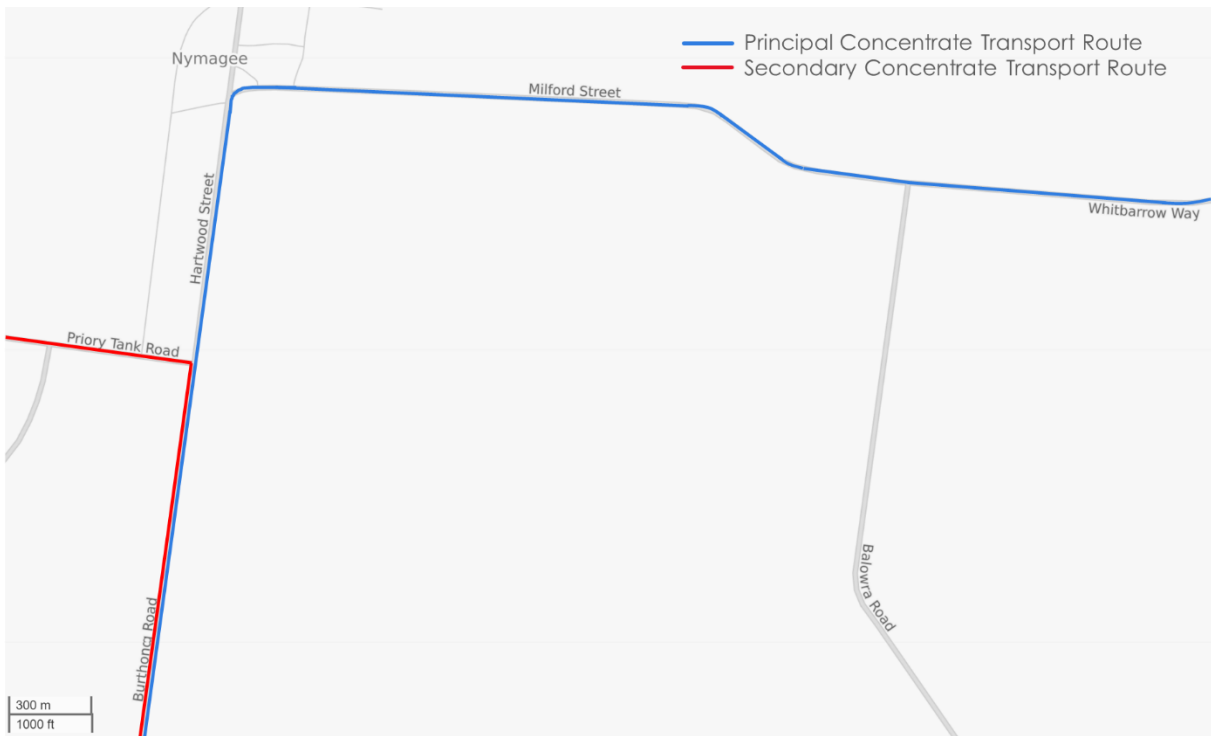 Principal Concentrate Transport Route
Nymagee
Secondary Concentrate Transport Route
Milford Street
Hartwood Street
Whitbarrow Way
Priory Tank Road
Balowra Road
Burthong Road
300 m
1000 ft